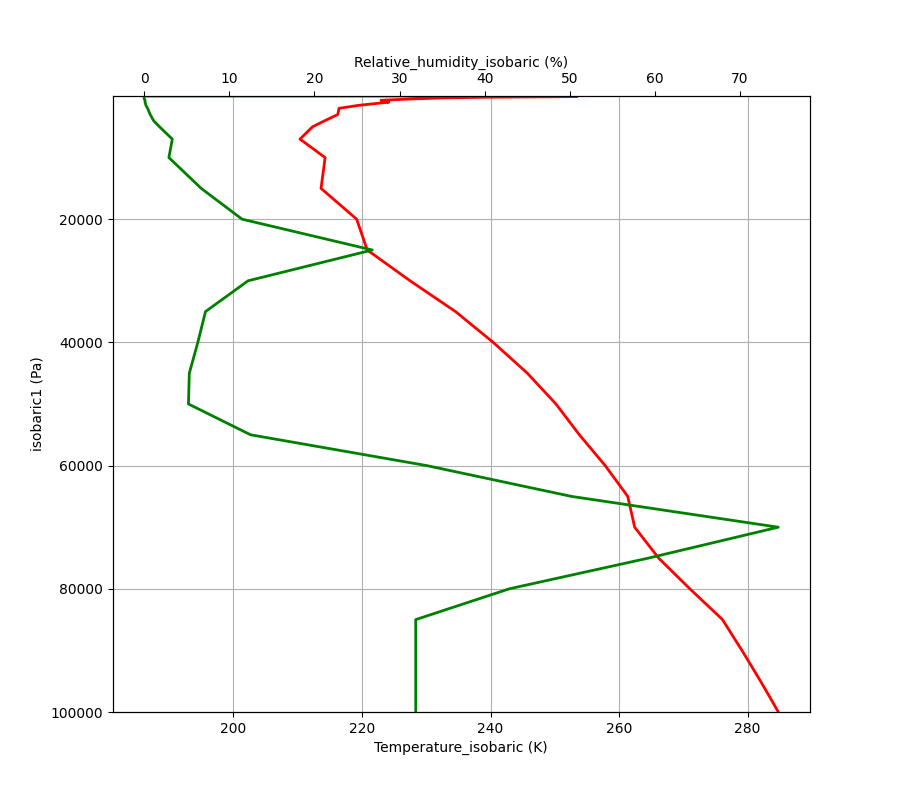 Relative_humidity_isobaric (%)
0 10 20 30 40 50 60 70
isobaric1 (Pa)
20000
40000
60000
80000
100000
200 220 240 260 280
Temperature_isobaric (K)